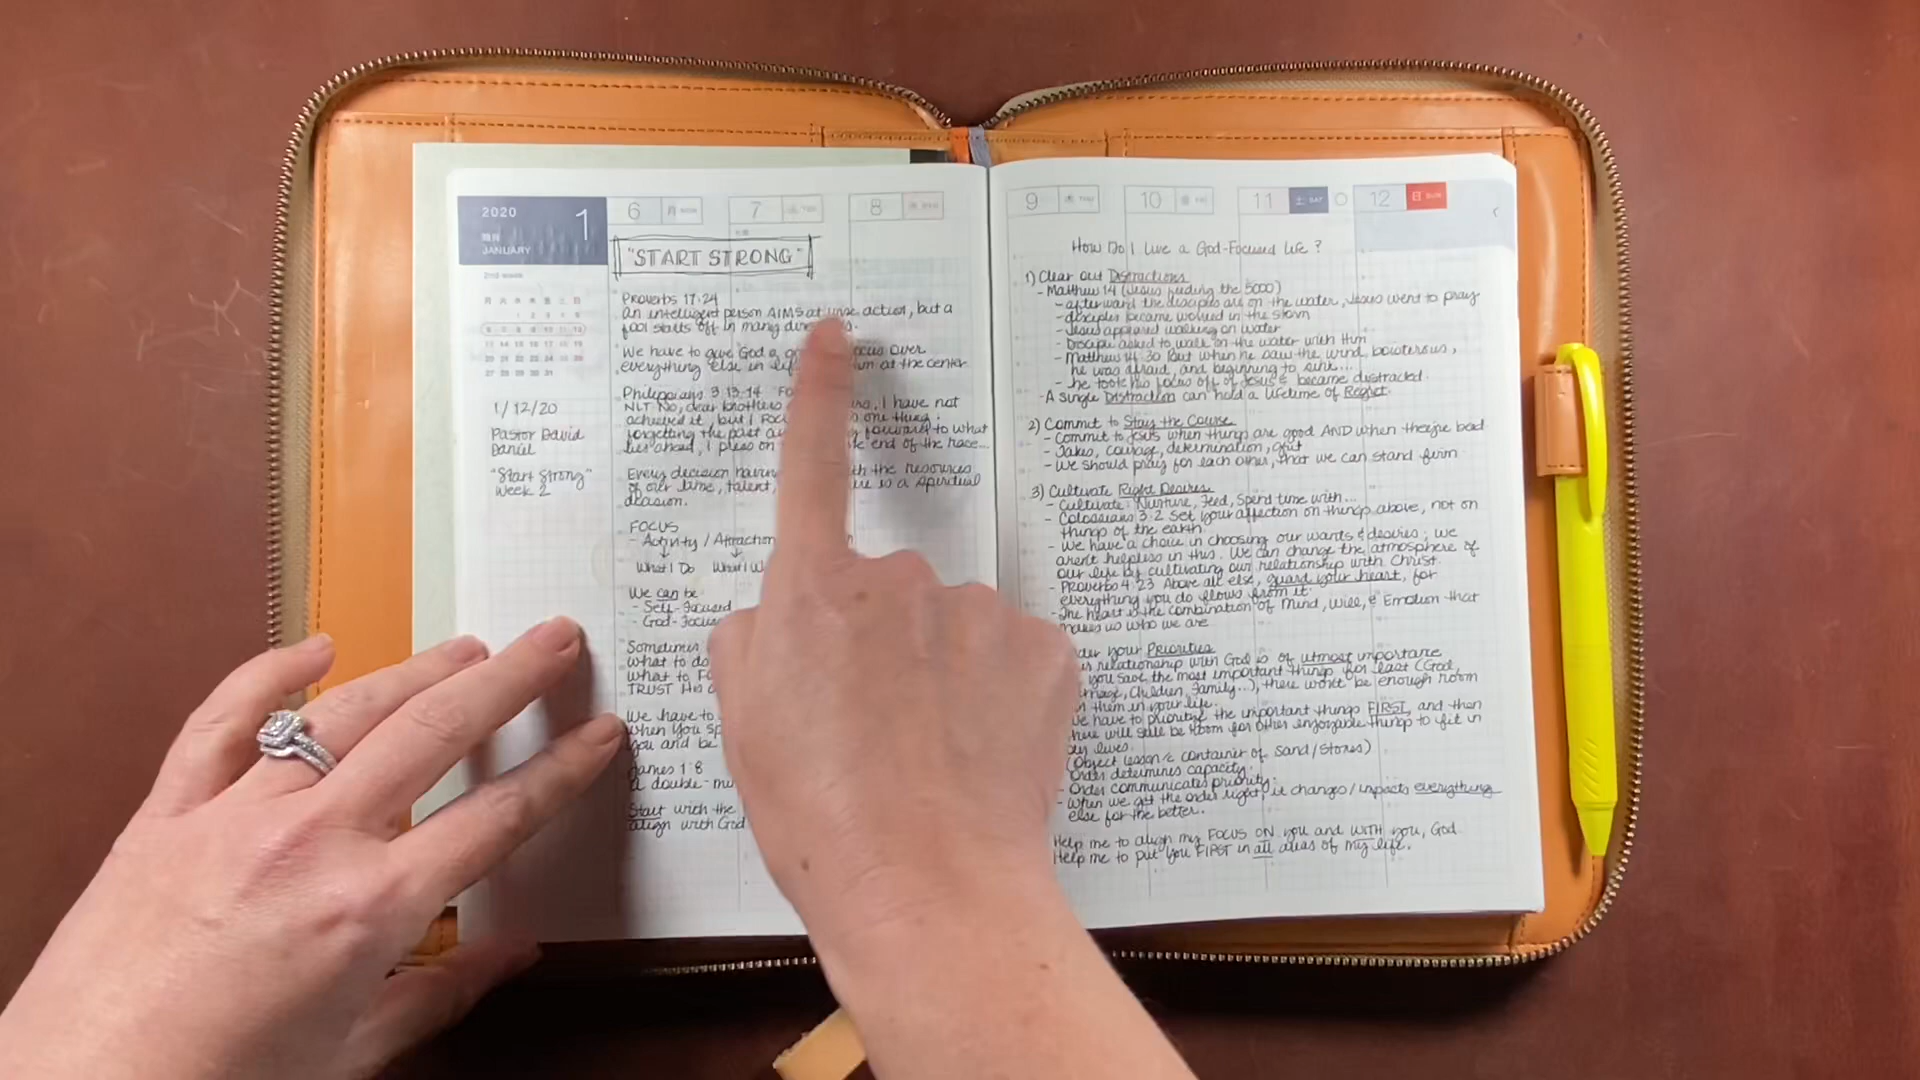 2020
1
JANUARY
2nd week
6 月 MON
7 TUE
8 WED
9 木 THU
10 金 FRI
11 土 SAT
12 日 SUN
1/12/20
Pastor David
Daniel
"Start Strong"
Week 2
"START STRONG"
Proverbs 17:24
An intelligent person AIMS at wise action, but a
fool starts off in many
We have to give God a over
everything else in at the center
Philippians 3:13-14
NLT No, dear brothers I have not
achieved it, but I one thing:
forgetting the past forward to what
lies ahead, I press on end of the race...
Every decision having the resources
of our time, talent, is a spiritual
decision.
FOCUS
- Activity / Attraction
What I Do What I
We can be
- Self-Focused
- God-
Sometimes
what to do
what to
TRUST His
We have to
when you
you and be
James 1:8
a double-
Start with the
align with God
How Do I Live a God-Focused Life?
1) Clear out Distractions
- Matthew 14 (Jesus feeding the 5000)
- afterward the disciples are on the water, Jesus went to pray
- disciples became worried in the storm
- Jesus appeared walking on water
- Disciple asked to walk on the water with Him
- Matthew 14:30 But when he saw the wind boisterous,
he was afraid, and beginning to sink...
- he took his focus off of Jesus & became distracted.
- A single Distraction can hold a lifetime of Regret.
2) Commit to Stay the Course
- Commit to Jesus when things are good AND when they're bad
- Takes, courage, determination, grit
- We should pray for each other, that we can stand firm
3) Cultivate Right Desires
- Cultivate: Nurture, Feed, Spend time with...
- Colossians 3:2 Set your affection on things above, not on
things of the earth.
- We have a choice in choosing our wants & desires; we
aren't helpless in this. We can change the atmosphere of
our life by cultivating our relationship with Christ.
- Proverbs 4:23 Above all else, guard your heart, for
everything you do flows from it.
- The heart is the combination of Mind, Will, & Emotion that
makes us who we are
your Priorities
relationship with God is of utmost importance
you save the most important things for last (God,
Children, Family...), there won't be enough room
them in your life.
We have to prioritize the important things FIRST, and then
there will still be room for other enjoyable things to fit in
lives.
(Object lesson c container of Sand/Stones)
Order determines capacity.
- Order communicates priority.
- When we get the order right, it changes/impacts everything
else for the better.
Help me to align my FOCUS ON you and WITH you, God.
Help me to put you FIRST in all areas of my life.